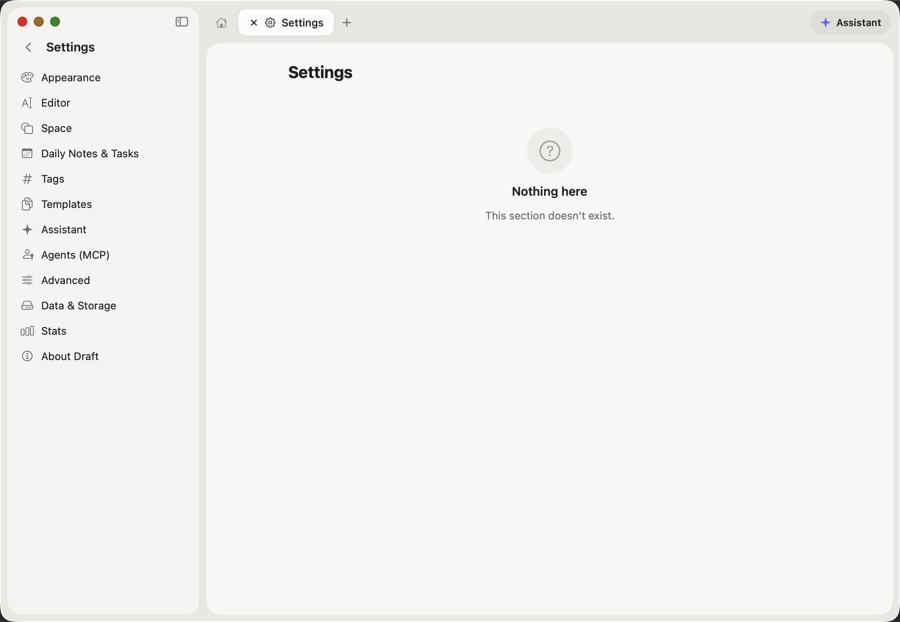 Settings
Assistant
Settings
Appearance
Editor
Space
Daily Notes & Tasks
Tags
Templates
Assistant
Agents (MCP)
Advanced
Data & Storage
Stats
About Draft
Settings
Nothing here
This section doesn't exist.